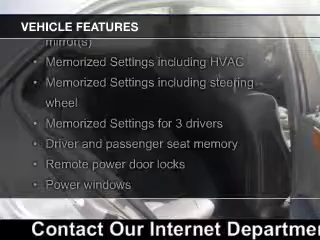 VEHICLE FEATURES
mirror(s)
• Memorized Settings including HVAC
• Memorized Settings including steering
wheel
• Memorized Settings for 3 drivers
• Driver and passenger seat memory
• Remote power door locks
• Power windows
Contact Our Internet Departmen